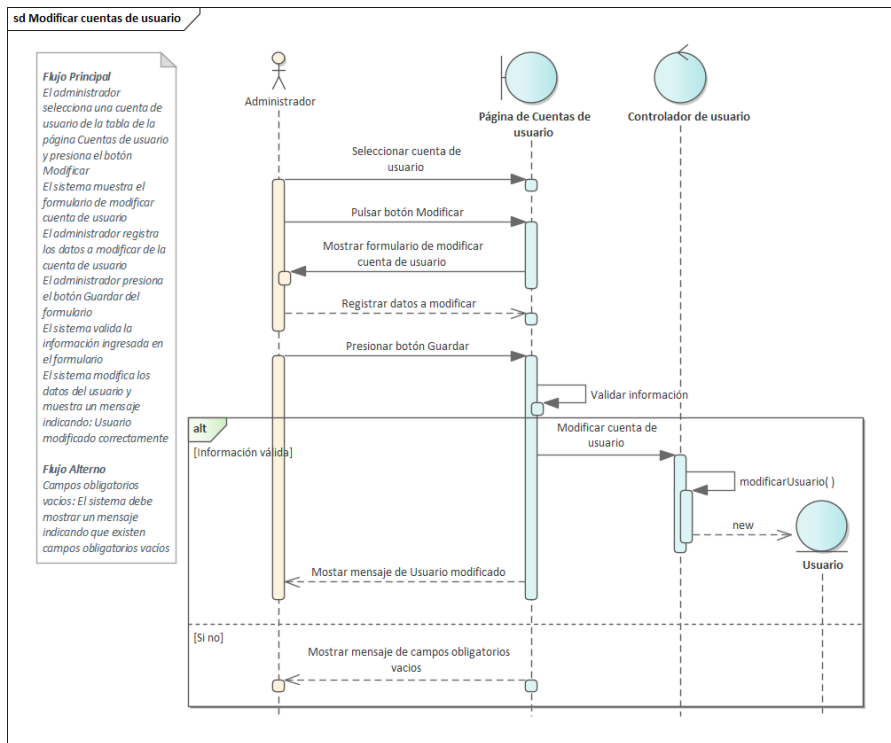 sd Modificar cuentas de usuario
Flujo Principal
El administrador
selecciona una cuenta de
usuario de la tabla de la
página Cuentas de usuario
y presiona el botón
Modificar
El sistema muestra el
formulario de modificar
cuenta de usuario
El administrador registra
los datos a modificar de la
cuenta de usuario
El administrador presiona
el botón Guardar del
formulario
El sistema valida la
información ingresada en
el formulario
El sistema modifica los
datos del usuario y
muestra un mensaje
indicando: Usuario
modificado correctamente
Flujo Alterno
Campos obligatorios
vacíos: El sistema debe
mostrar un mensaje
indicando que existen
campos obligatorios vacíos
Administrador
Página de Cuentas de
usuario
Controlador de usuario
Seleccionar cuenta de
usuario
Pulsar botón Modificar
Mostrar formulario de modificar
cuenta de usuario
Registrar datos a modificar
Presionar botón Guardar
Validar información
alt
[Información válida]
Modificar cuenta de
usuario
modificarUsuario( )
new
Usuario
Mostar mensaje de Usuario modificado
[Si no]
Mostrar mensaje de campos obligatorios
vacios